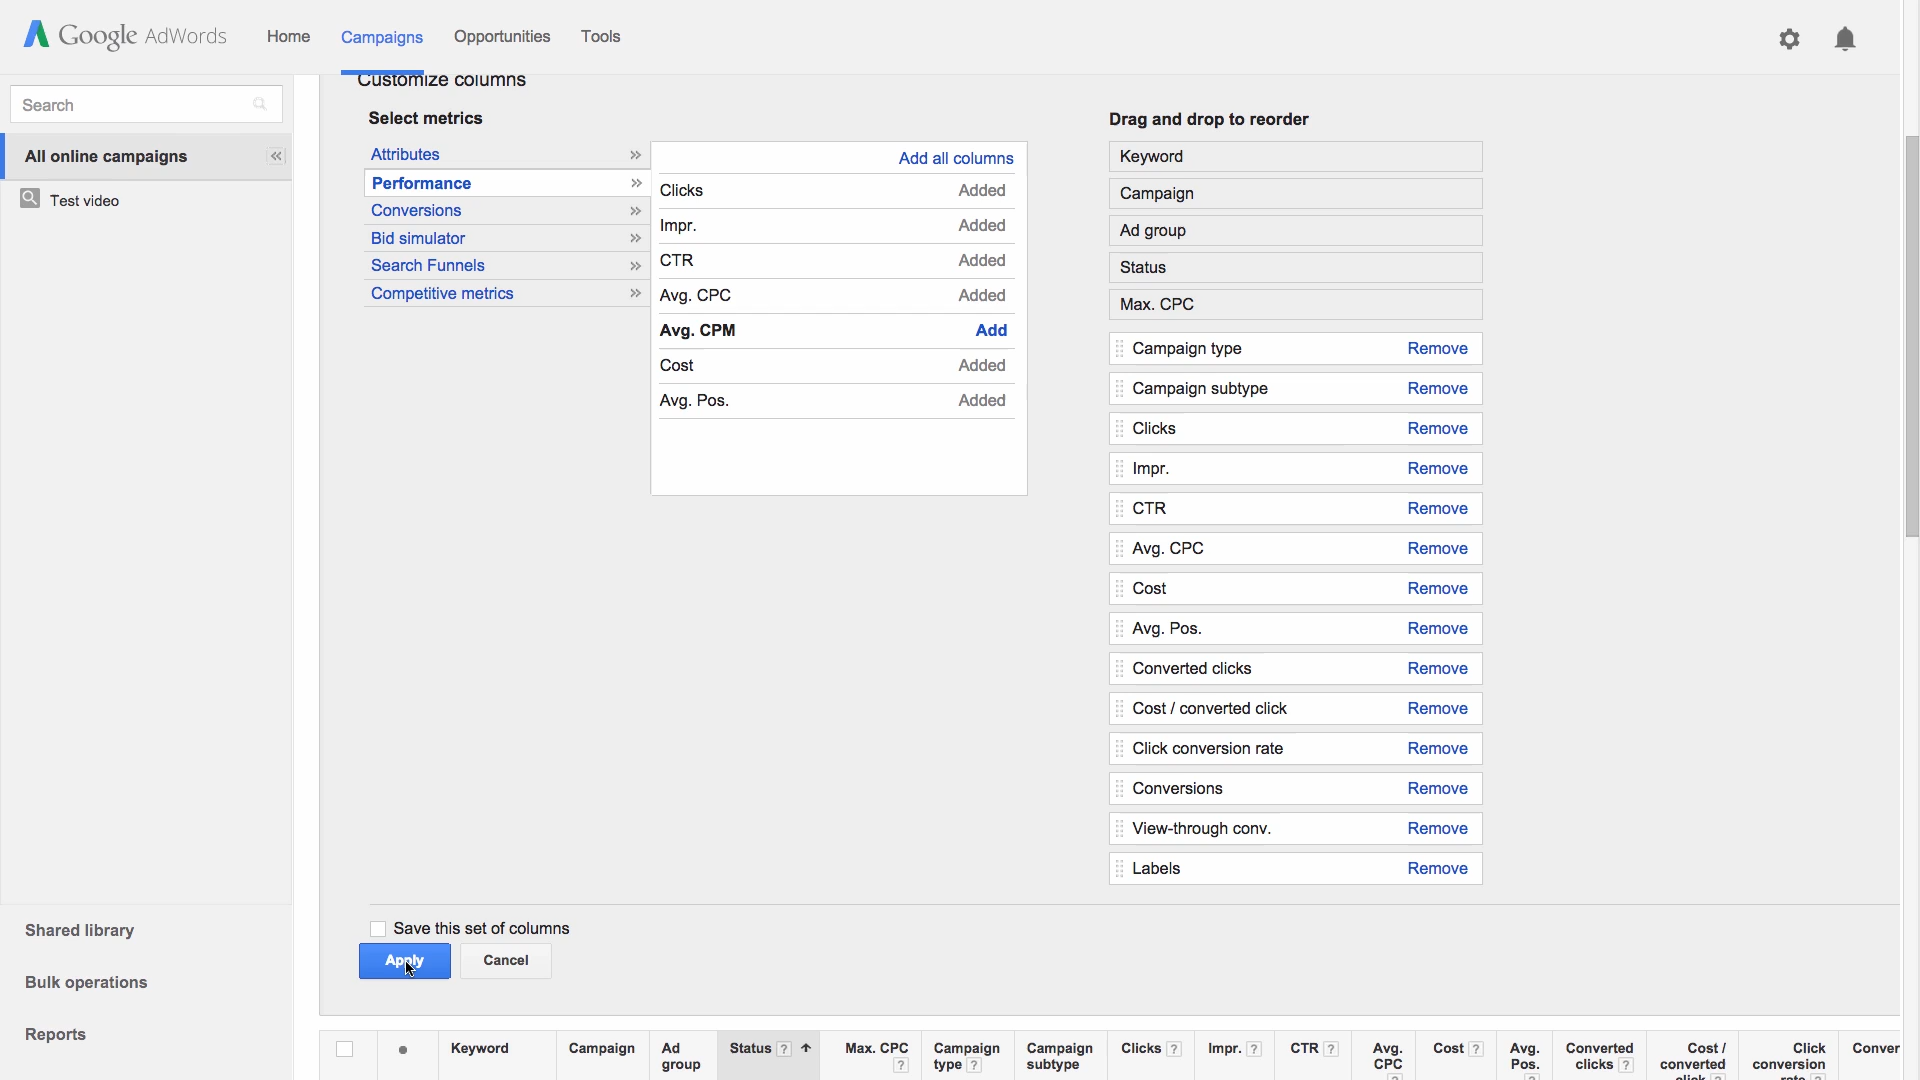 Google AdWords
Home
Campaigns
Opportunities
Tools
Search
All online campaigns
Test video
Shared library
Bulk operations
Reports
Customize columns
Select metrics
Attributes
Performance
Conversions
Bid simulator
Search Funnels
Competitive metrics
Add all columns
Clicks Added
Impr. Added
CTR Added
Avg. CPC Added
Avg. CPM Add
Cost Added
Avg. Pos. Added
Drag and drop to reorder
Keyword
Campaign
Ad group
Status
Max. CPC
Campaign type Remove
Campaign subtype Remove
Clicks Remove
Impr. Remove
CTR Remove
Avg. CPC Remove
Cost Remove
Avg. Pos. Remove
Converted clicks Remove
Cost / converted click Remove
Click conversion rate Remove
Conversions Remove
View-through conv. Remove
Labels Remove
Save this set of columns
Apply
Cancel
Keyword
Campaign
Ad
group
Status ?
Max. CPC
?
Campaign
type ?
Campaign
subtype
Clicks ?
Impr. ?
CTR ?
Avg.
CPC
?
Cost ?
Avg.
Pos.
?
Converted
clicks ?
Cost /
converted
click ?
Click
conversion
rate ?
Conver